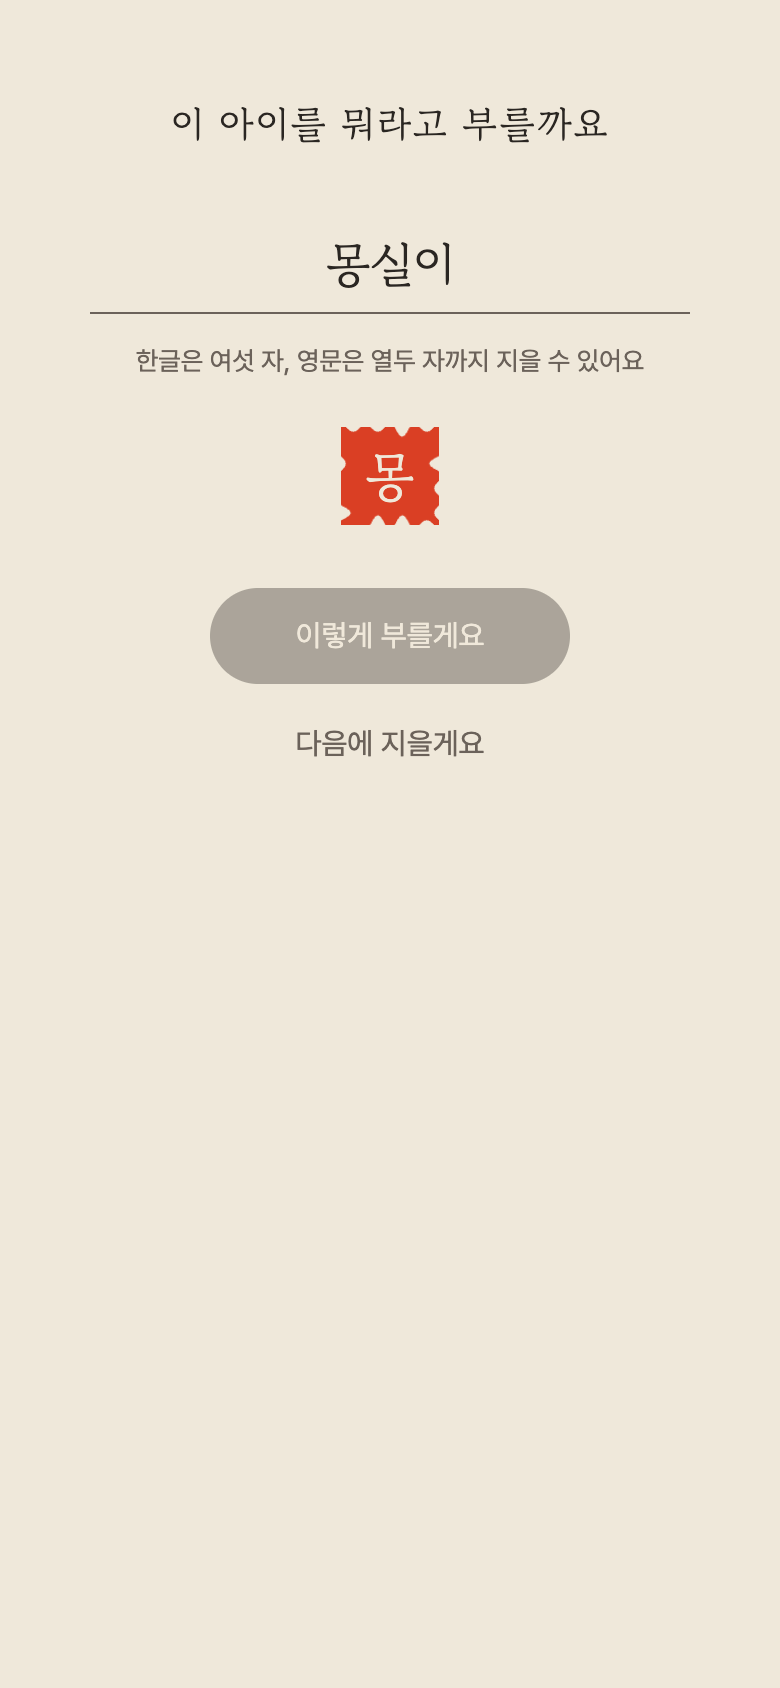 이 아이를 뭐라고 부를까요
몽실이
한글은 여섯 자, 영문은 열두 자까지 지을 수 있어요
몽
이렇게 부를게요
다음에 지을게요